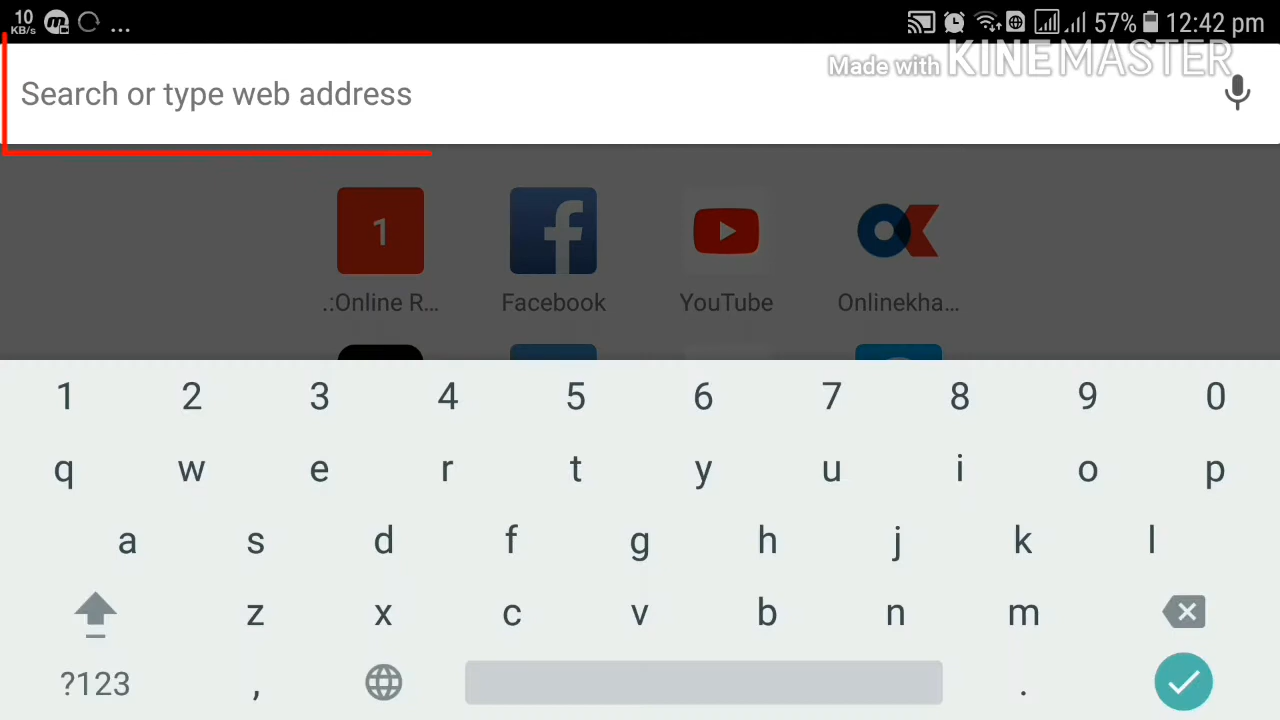 10
KB/s
...
57% 12:42 pm
Made with KINEMASTER
Search or type web address
1
.:Online R...
Facebook
YouTube
Onlinekha...
1 2 3 4 5 6 7 8 9 0
q w e r t y u i o p
a s d f g h j k l
z x c v b n m
?123 , .